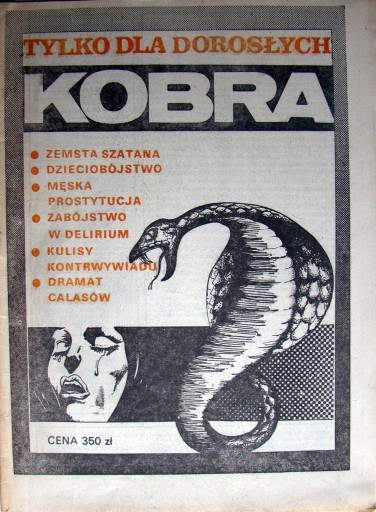 TYLKO DLA DOROSŁYCH
KOBRA
● ZEMSTA SZATANA
● DZIECIOBÓJSTWO
● MĘSKA
PROSTYTUCJA
● ZABÓJSTWO
W DELIRIUM
● KULISY
KONTRWYWIADU
● DRAMAT
CALASÓW
CENA 350 zł